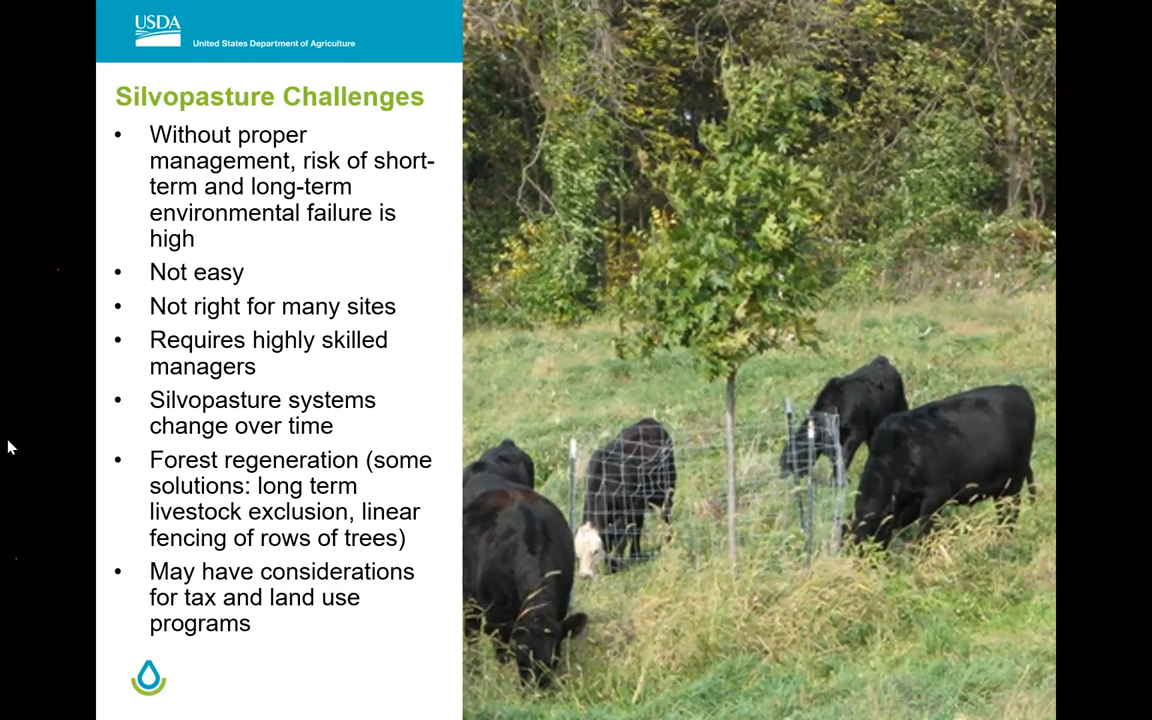 USDA
United States Department of Agriculture
Silvopasture Challenges
• Without proper
management, risk of short-
term and long-term
environmental failure is
high
• Not easy
• Not right for many sites
• Requires highly skilled
managers
• Silvopasture systems
change over time
• Forest regeneration (some
solutions: long term
livestock exclusion, linear
fencing of rows of trees)
• May have considerations
for tax and land use
programs